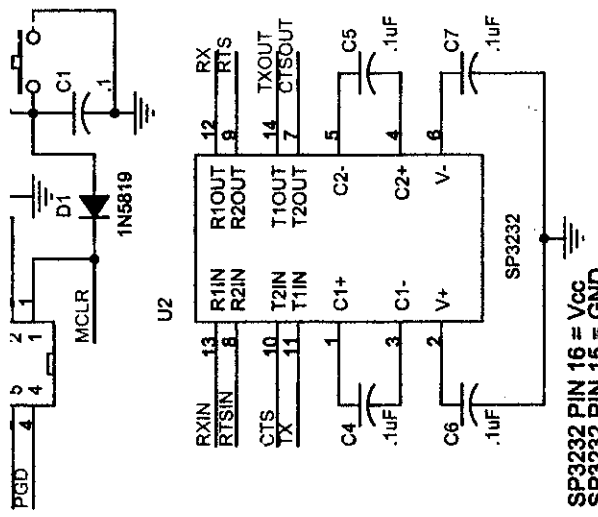 PGD
4
5
4
2
1
1
MCLR
D1
1N5819
C1
.1
U2
RXIN
13
R1IN
R1OUT
12
RX
RTSIN
8
R2IN
R2OUT
9
RTS
CTS
10
T2IN
T1OUT
14
TXOUT
TX
11
T1IN
T2OUT
7
CTSOUT
C4
.1uF
1
C1+
C2-
5
C5
.1uF
3
C1-
C2+
4
C6
.1uF
2
V+
V-
6
C7
.1uF
SP3232
SP3232 PIN 16 = Vcc
SP3232 PIN 15 = GND